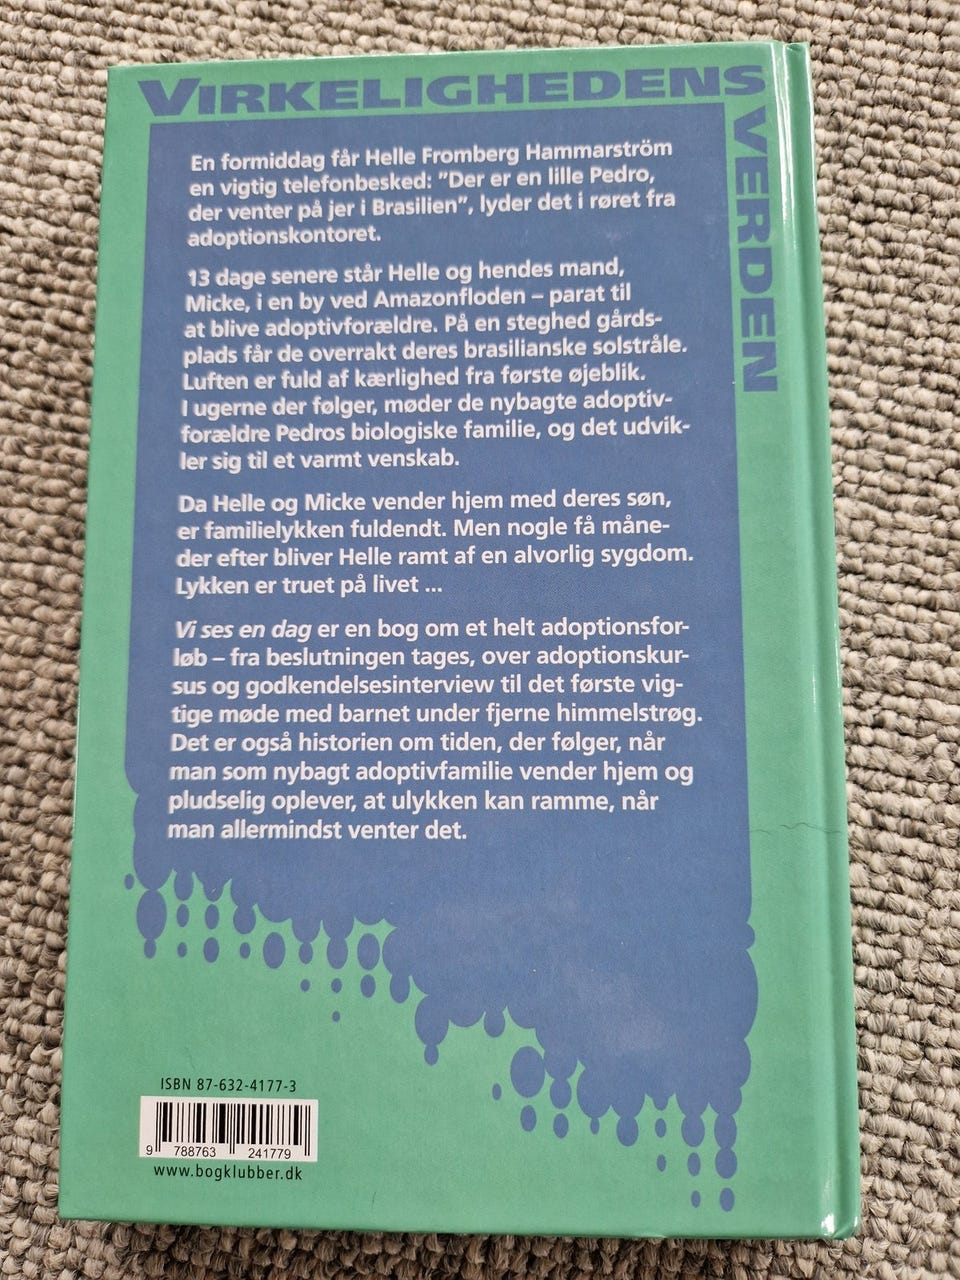 VIRKELIGHEDENS
VERDEN
En formiddag får Helle Fromberg Hammarström
en vigtig telefonbesked: ”Der er en lille Pedro,
der venter på jer i Brasilien”, lyder det i røret fra
adoptionskontoret.
13 dage senere står Helle og hendes mand,
Micke, i en by ved Amazonfloden – parat til
at blive adoptivforældre. På en steghed gårds-
plads får de overrakt deres brasilianske solstråle.
Luften er fuld af kærlighed fra første øjeblik.
I ugerne der følger, møder de nybagte adoptiv-
forældre Pedros biologiske familie, og det udvik-
ler sig til et varmt venskab.
Da Helle og Micke vender hjem med deres søn,
er familielykken fuldendt. Men nogle få måne-
der efter bliver Helle ramt af en alvorlig sygdom.
Lykken er truet på livet ...
Vi ses en dag er en bog om et helt adoptionsfor-
løb – fra beslutningen tages, over adoptionskur-
sus og godkendelsesinterview til det første vig-
tige møde med barnet under fjerne himmelstrøg.
Det er også historien om tiden, der følger, når
man som nybagt adoptivfamilie vender hjem og
pludselig oplever, at ulykken kan ramme, når
man allermindst venter det.
ISBN 87-632-4177-3
9 788763 241779
www.bogklubber.dk